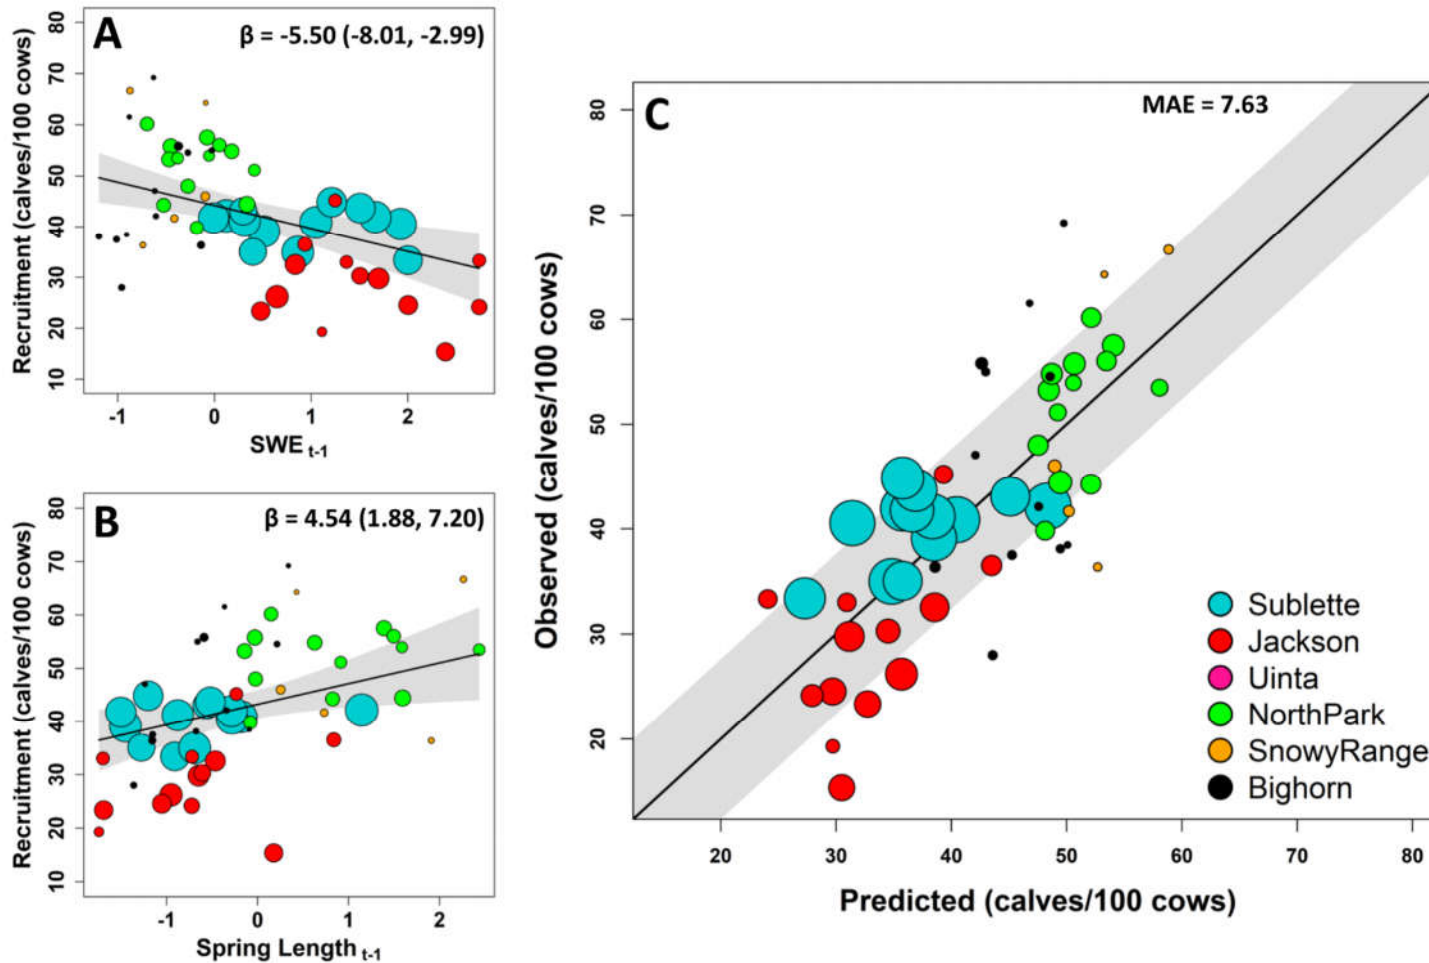 A
β = -5.50 (-8.01, -2.99)
Recruitment (calves/100 cows)
80
70
60
50
40
30
20
10
-1 0 1 2
SWE t-1
B
β = 4.54 (1.88, 7.20)
Recruitment (calves/100 cows)
80
70
60
50
40
30
20
10
-1 0 1 2
Spring Length t-1
C
MAE = 7.63
Observed (calves/100 cows)
80
70
60
50
40
30
20
Sublette
Jackson
Uinta
NorthPark
SnowyRange
Bighorn
20 30 40 50 60 70 80
Predicted (calves/100 cows)